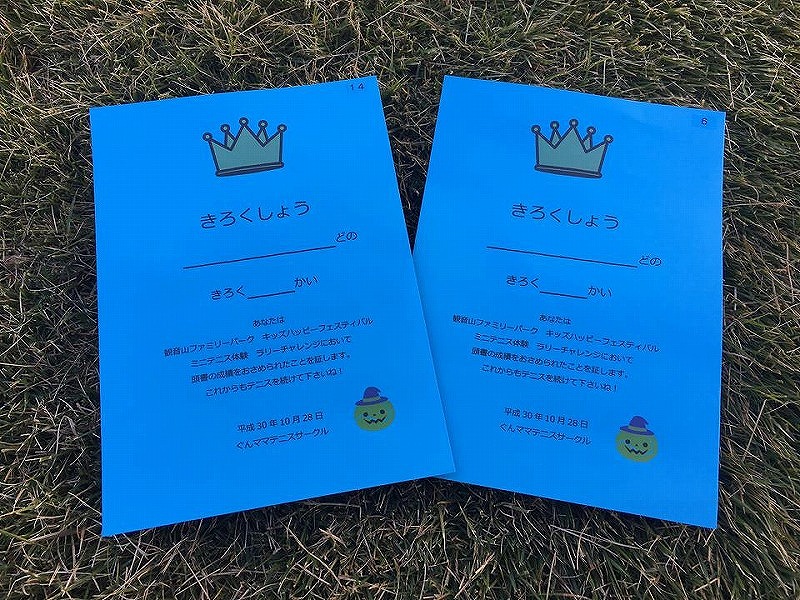 14
きろくしょう
どの
きろく かい
あなたは
観音山ファミリーパーク キッズハッピーフェスティバル
ミニテニス体験 ラリーチャレンジにおいて
頭書の成績をおさめられたことを証します。
これからもテニスを続けて下さいね！
平成30年10月28日
ぐんママテニスサークル
6
きろくしょう
どの
きろく かい
あなたは
観音山ファミリーパーク キッズハッピーフェスティバル
ミニテニス体験 ラリーチャレンジにおいて
頭書の成績をおさめられたことを証します。
これからもテニスを続けて下さいね！
平成30年10月28日
ぐんママテニスサークル